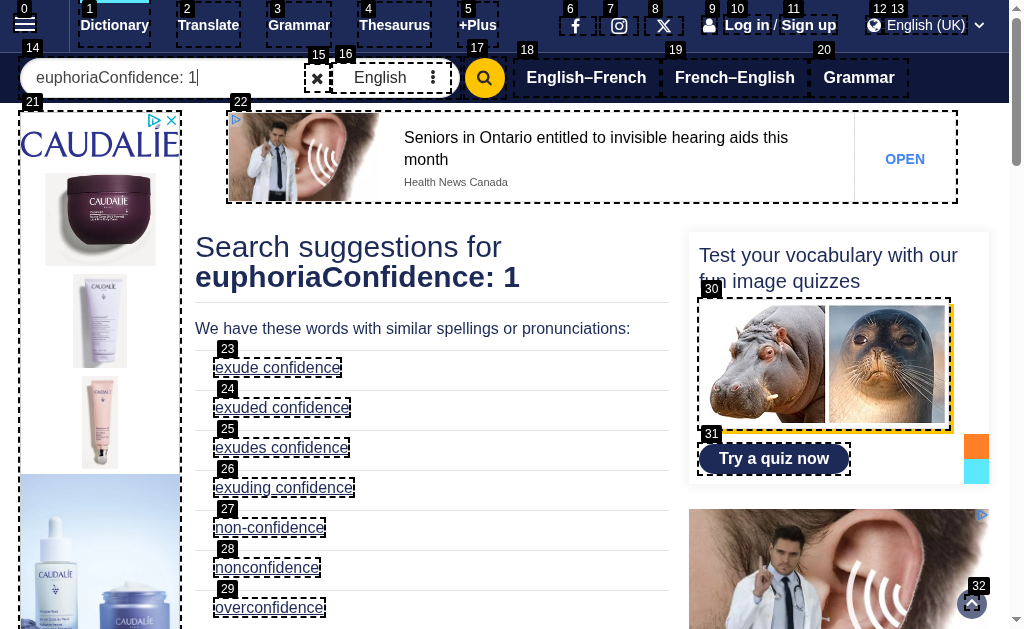 0
1
2
3
4
5
6
7
8
9
10
11
12
13
Dictionary
Translate
Grammar
Thesaurus
+Plus
Log in / Sign up
English (UK)
14
15
16
17
18
19
20
euphoriaConfidence: 1
English
English–French
French–English
Grammar
21
22
CAUDALÍE
CAUDALÍE
CAUDALÍE
Seniors in Ontario entitled to invisible hearing aids this
month
Health News Canada
OPEN
Search suggestions for
euphoriaConfidence: 1
We have these words with similar spellings or pronunciations:
23
exude confidence
24
exuded confidence
25
exudes confidence
26
exuding confidence
27
non-confidence
28
nonconfidence
29
overconfidence
Test your vocabulary with our
fun image quizzes
30
31
Try a quiz now
32